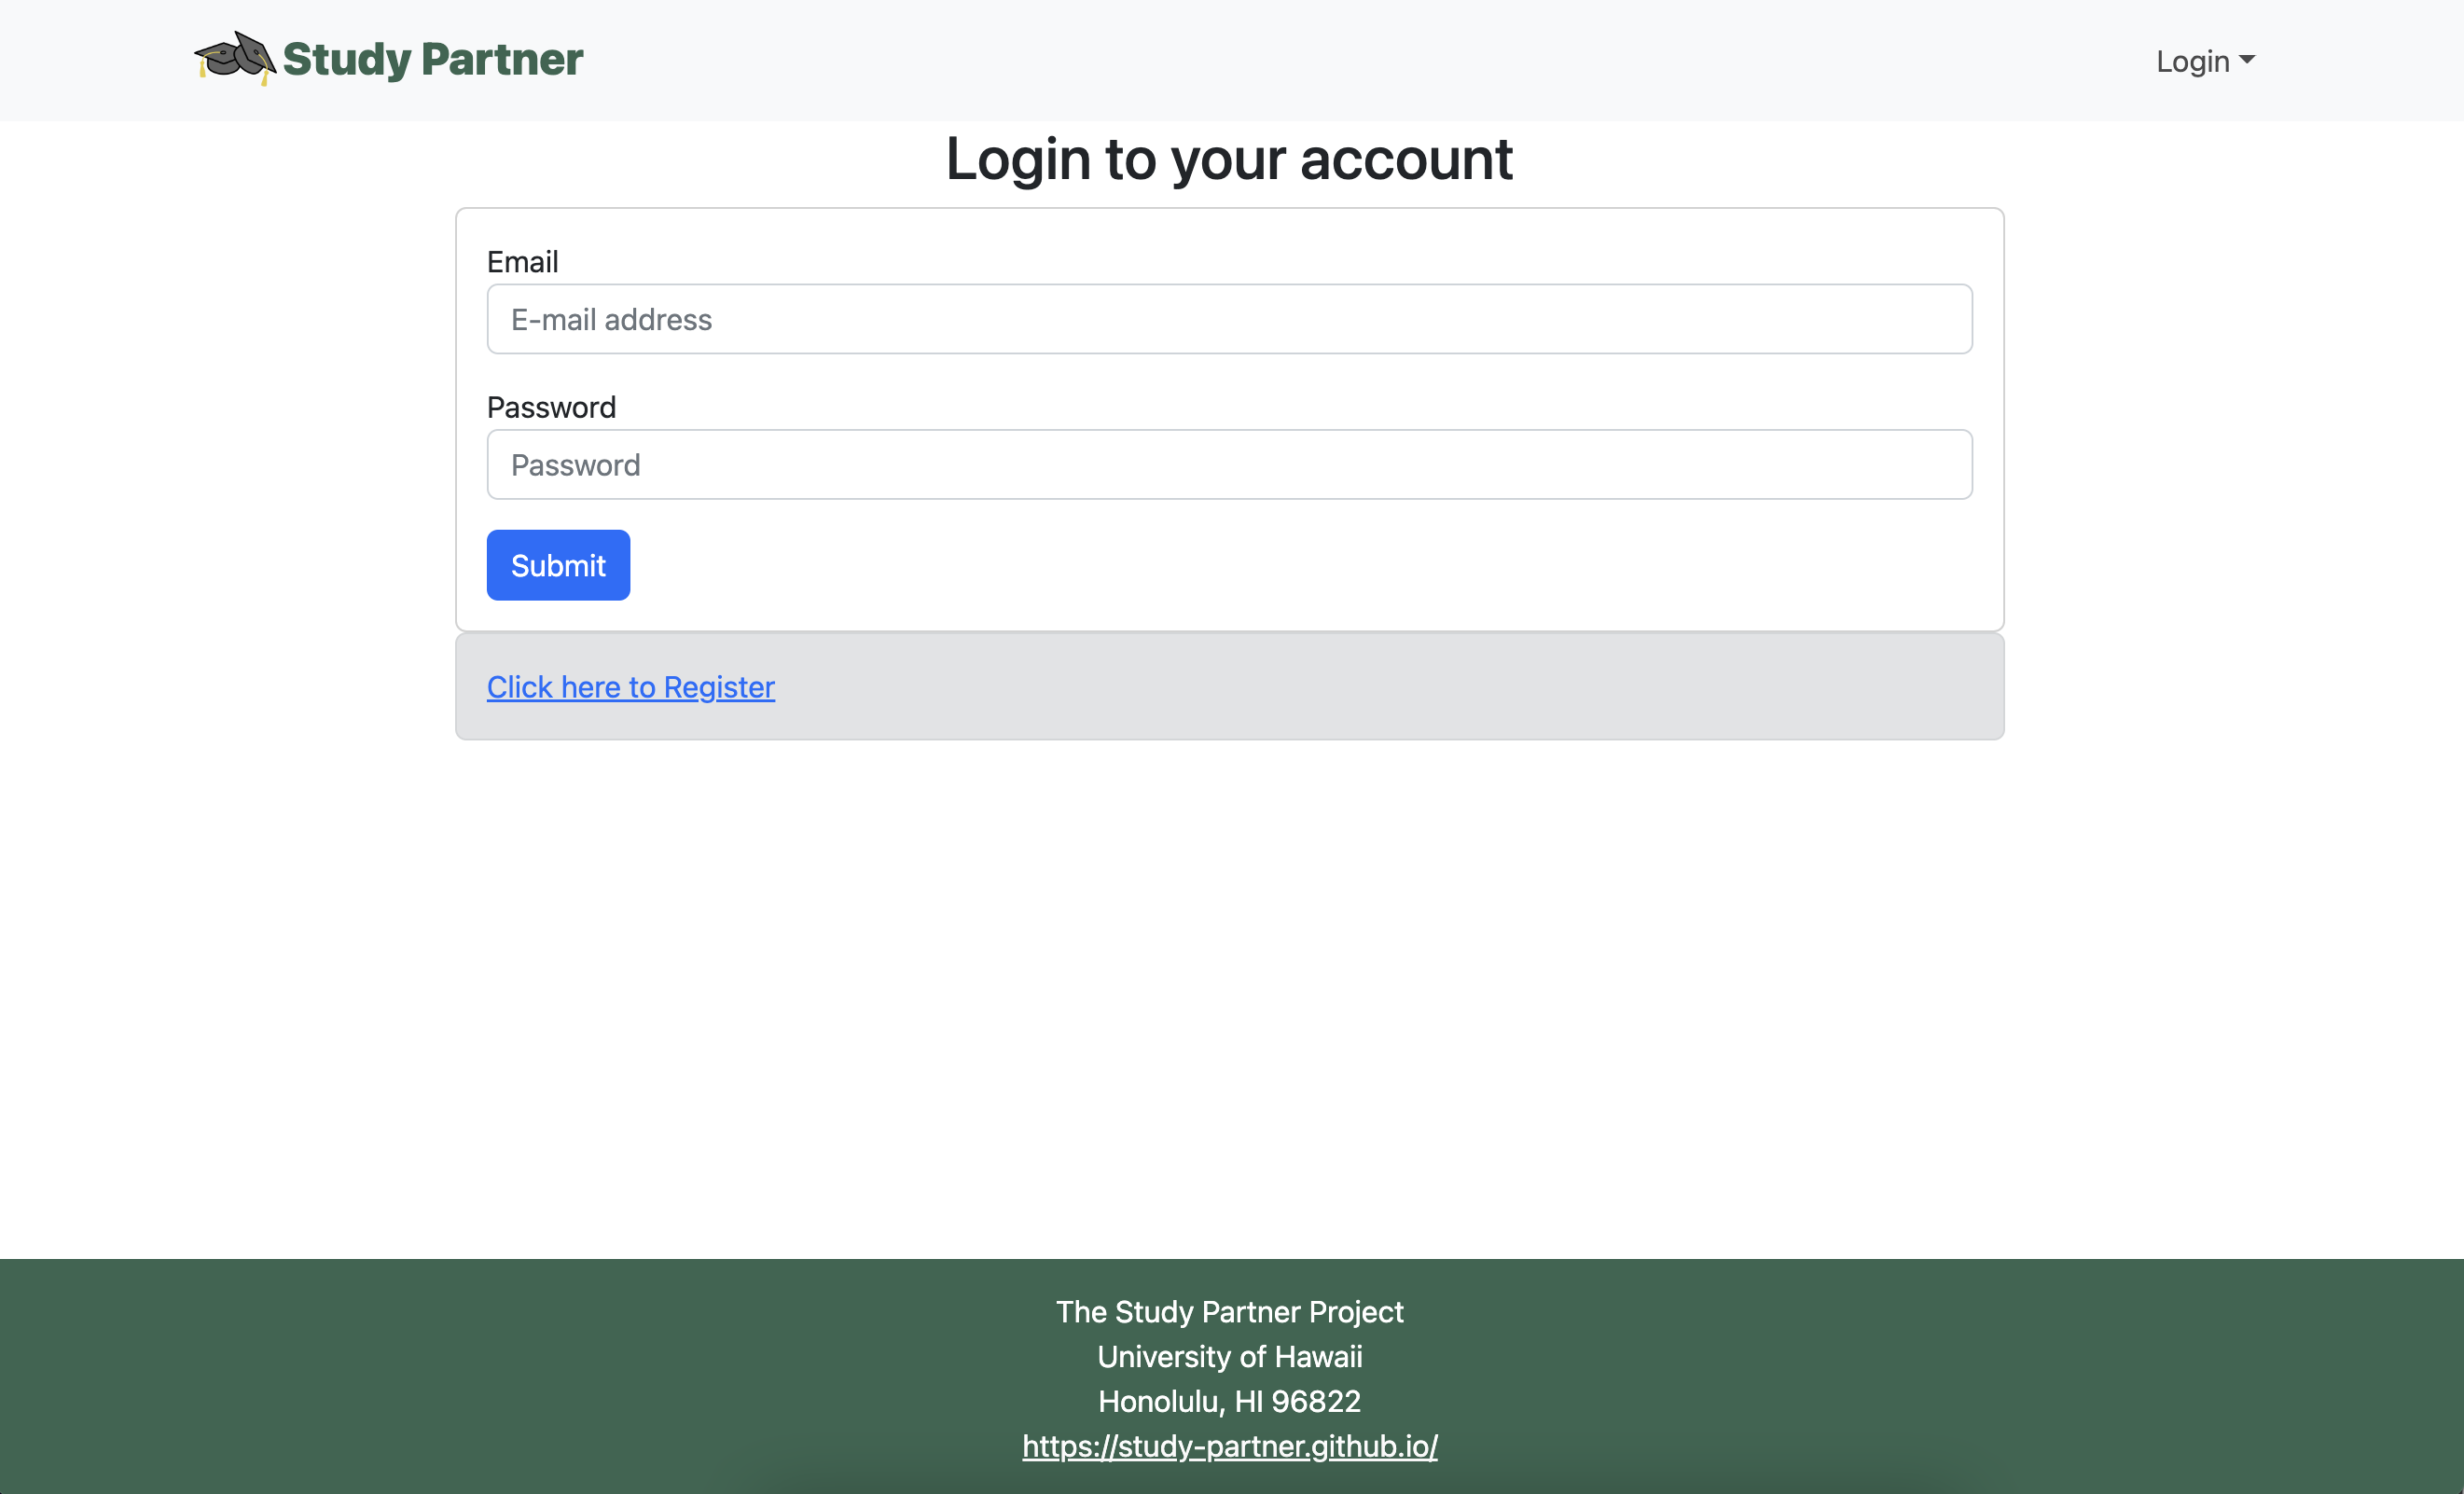 Study Partner
Login
Login to your account
Email
E-mail address
Password
Password
Submit
Click here to Register
The Study Partner Project
University of Hawaii
Honolulu, HI 96822
https://study-partner.github.io/